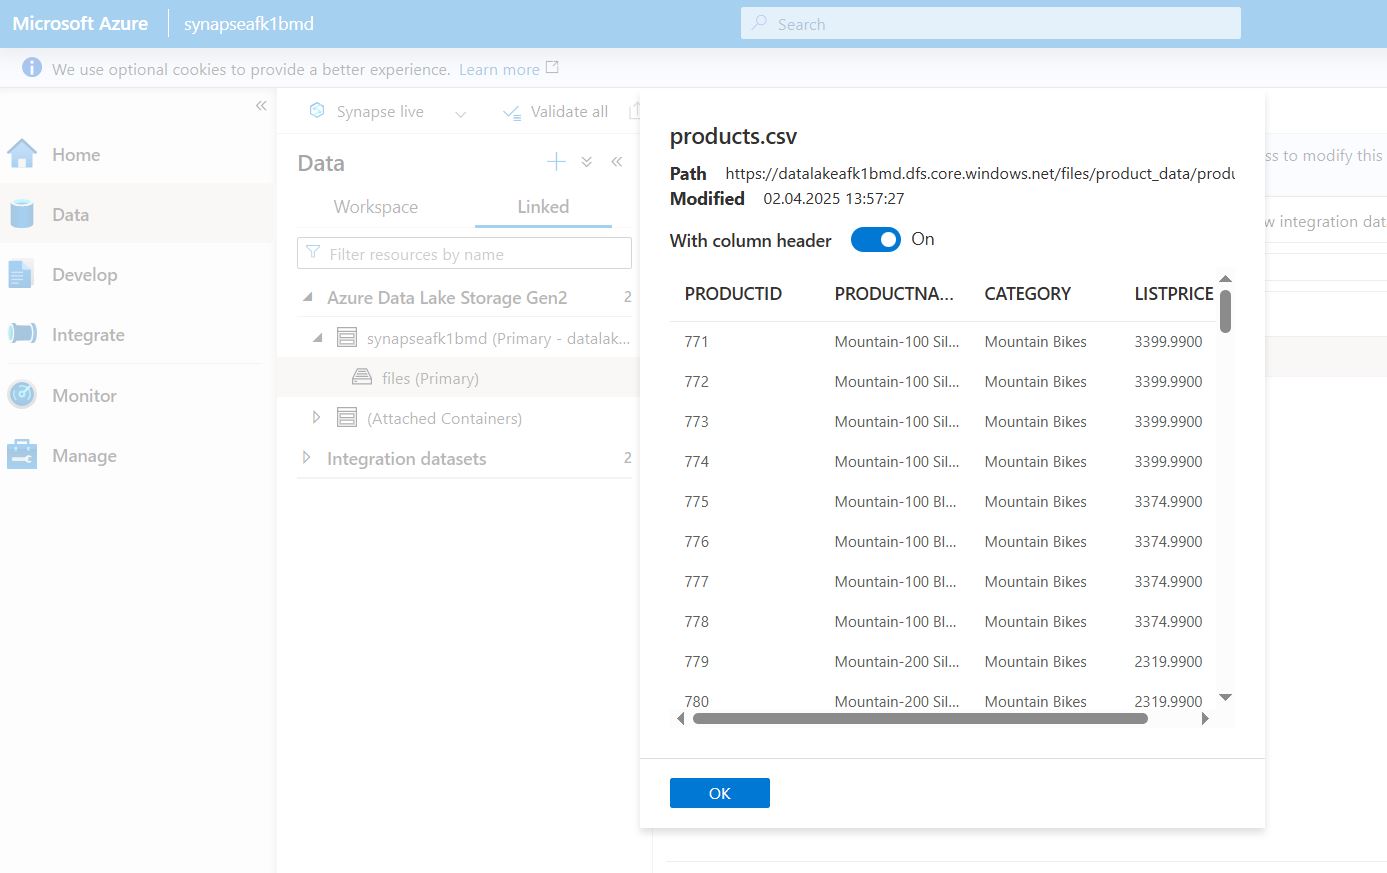 Microsoft Azure synapseafk1bmd Search
We use optional cookies to provide a better experience. Learn more
Home
Data
Develop
Integrate
Monitor
Manage
Synapse live Validate all
Data
Workspace Linked
Filter resources by name
Azure Data Lake Storage Gen2 2
synapseafk1bmd (Primary - datalak...
files (Primary)
(Attached Containers)
Integration datasets 2
products.csv
Path https://datalakeafk1bmd.dfs.core.windows.net/files/product_data/produ
Modified 02.04.2025 13:57:27
With column header On
PRODUCTID PRODUCTNA... CATEGORY LISTPRICE
771 Mountain-100 Sil... Mountain Bikes 3399.9900
772 Mountain-100 Sil... Mountain Bikes 3399.9900
773 Mountain-100 Sil... Mountain Bikes 3399.9900
774 Mountain-100 Sil... Mountain Bikes 3399.9900
775 Mountain-100 Bl... Mountain Bikes 3374.9900
776 Mountain-100 Bl... Mountain Bikes 3374.9900
777 Mountain-100 Bl... Mountain Bikes 3374.9900
778 Mountain-100 Bl... Mountain Bikes 3374.9900
779 Mountain-200 Sil... Mountain Bikes 2319.9900
780 Mountain-200 Sil... Mountain Bikes 2319.9900
OK
ss to modify this
w integration dat